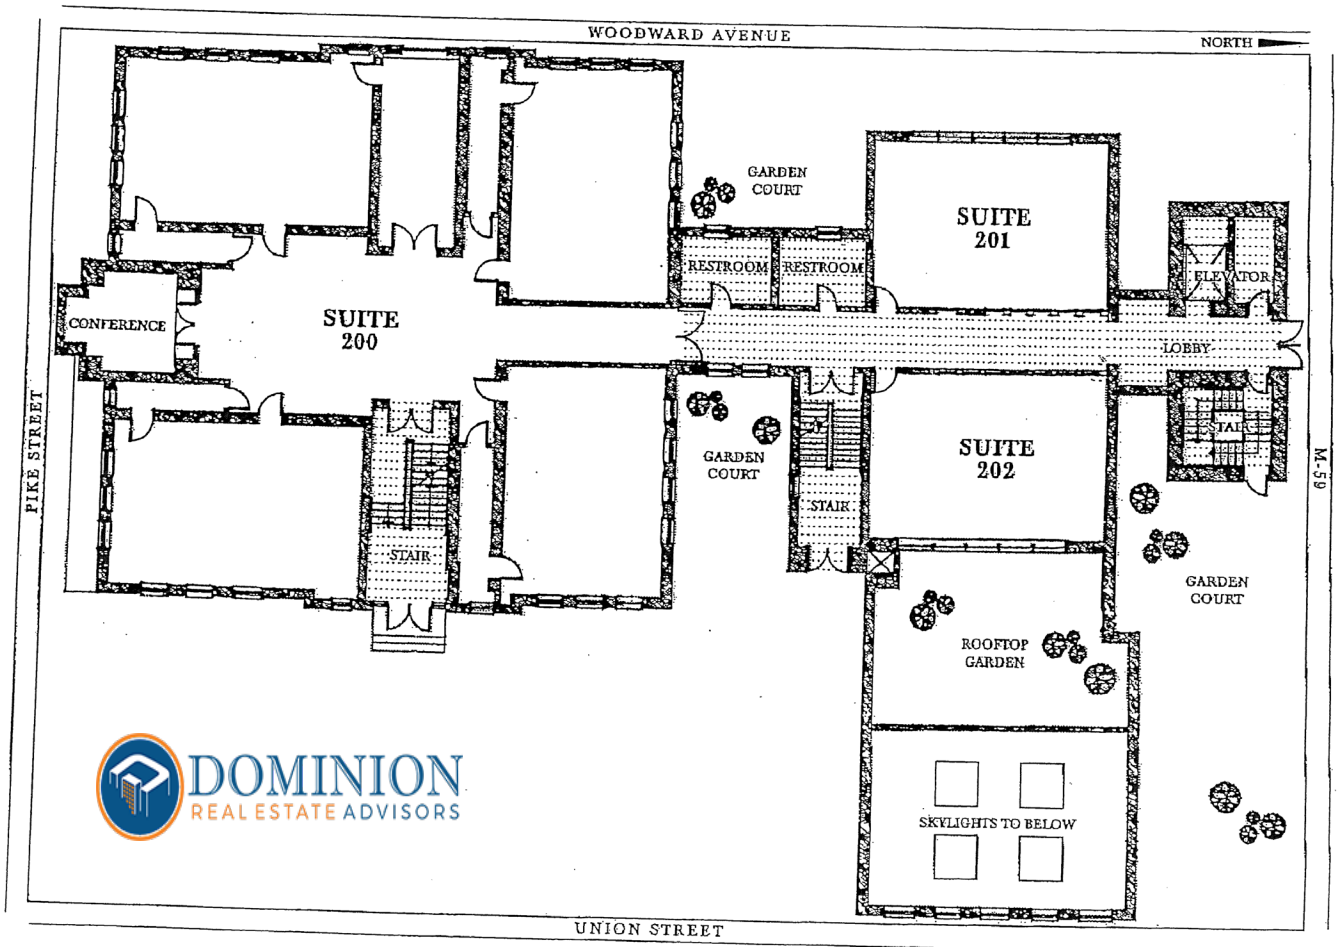 WOODWARD AVENUE
NORTH
GARDEN
COURT
SUITE
201
RESTROOM
RESTROOM
ELEVATOR
CONFERENCE
SUITE
200
LOBBY
PIKE STREET
GARDEN
COURT
SUITE
202
STAIR
M-59
STAIR
STAIR
GARDEN
COURT
ROOFTOP
GARDEN
DOMINION
REAL ESTATE ADVISORS
SKYLIGHTS TO BELOW
UNION STREET